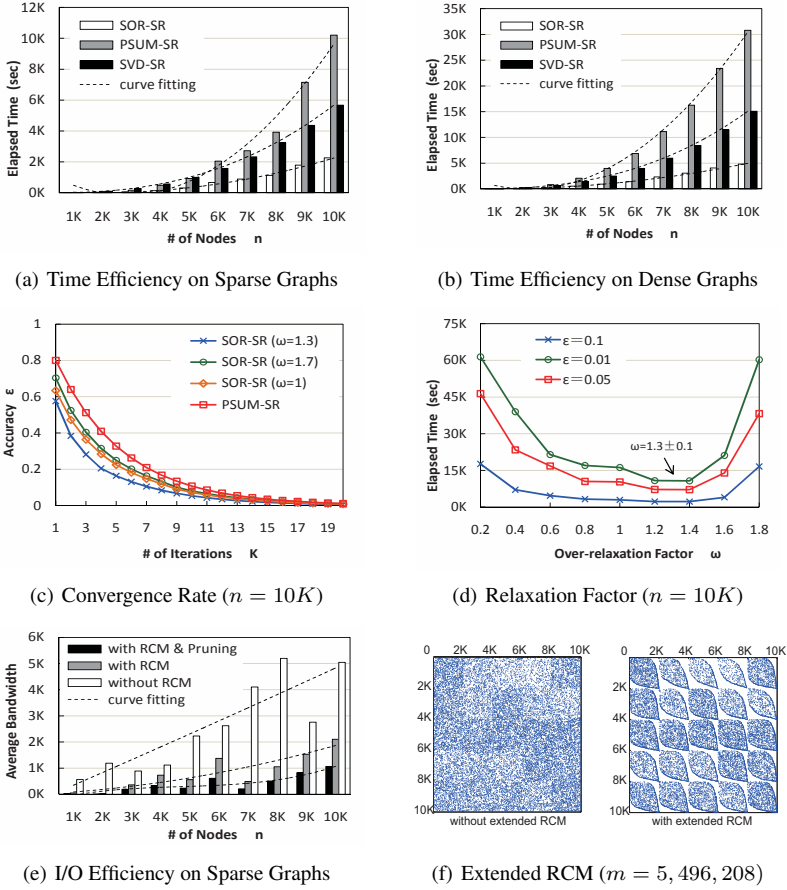 12K
10K
8K
6K
4K
2K
0K
Elapsed Time (sec)
SOR-SR
PSUM-SR
SVD-SR
curve fitting
1K 2K 3K 4K 5K 6K 7K 8K 9K 10K
# of Nodes n
(a) Time Efficiency on Sparse Graphs
35K
30K
25K
20K
15K
10K
5K
0K
Elapsed Time (sec)
SOR-SR
PSUM-SR
SVD-SR
curve fitting
1K 2K 3K 4K 5K 6K 7K 8K 9K 10K
# of Nodes n
(b) Time Efficiency on Dense Graphs
1
0.8
0.6
0.4
0.2
0
Accuracy ε
SOR-SR (ω=1.3)
SOR-SR (ω=1.7)
SOR-SR (ω=1)
PSUM-SR
1 3 5 7 9 11 13 15 17 19
# of Iterations K
(c) Convergence Rate (n = 10K)
75K
60K
45K
30K
15K
0K
Elapsed Time (sec)
ε=0.1
ε=0.01
ε=0.05
ω=1.3±0.1
0.2 0.4 0.6 0.8 1 1.2 1.4 1.6 1.8
Over-relaxation Factor ω
(d) Relaxation Factor (n = 10K)
6K
5K
4K
3K
2K
1K
0K
Average Bandwidth
with RCM & Pruning
with RCM
without RCM
curve fitting
1K 2K 3K 4K 5K 6K 7K 8K 9K 10K
# of Nodes n
(e) I/O Efficiency on Sparse Graphs
0 2K 4K 6K 8K 10K
2K
4K
6K
8K
10K
without extended RCM
0 2K 4K 6K 8K 10K
2K
4K
6K
8K
10K
with extended RCM
(f) Extended RCM (m = 5, 496, 208)